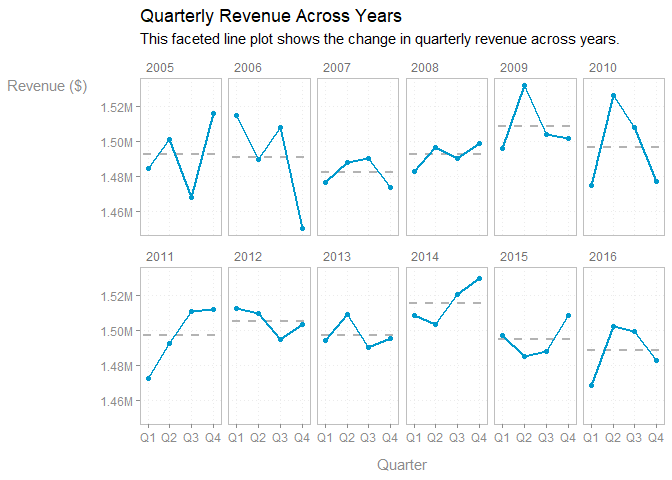 Quarterly Revenue Across Years
This faceted line plot shows the change in quarterly revenue across years.
Revenue ($)
2005 2006 2007 2008 2009 2010
1.52M
1.50M
1.48M
1.46M
2011 2012 2013 2014 2015 2016
1.52M
1.50M
1.48M
1.46M
Q1 Q2 Q3 Q4 Q1 Q2 Q3 Q4 Q1 Q2 Q3 Q4 Q1 Q2 Q3 Q4 Q1 Q2 Q3 Q4 Q1 Q2 Q3 Q4
Quarter